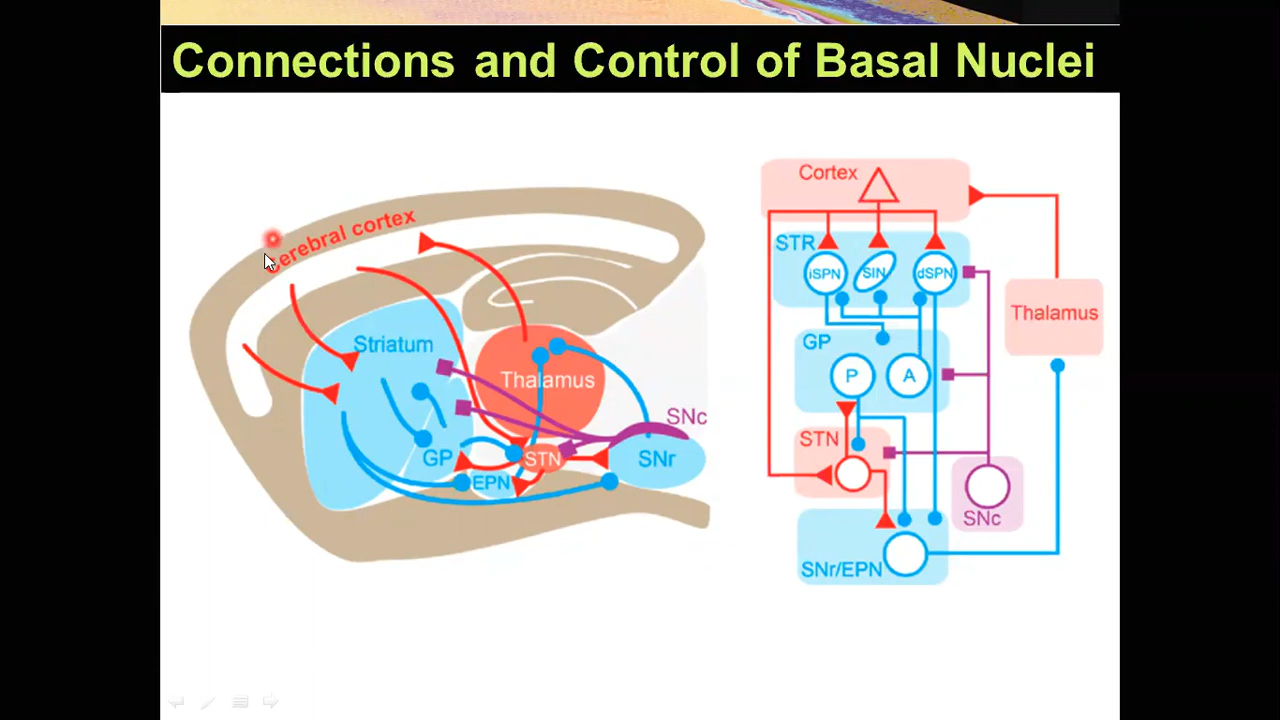 Connections and Control of Basal Nuclei
Cerebral cortex
Striatum
Thalamus
GP
EPN
STN
SNc
SNr
Cortex
STR
iSPN
SIN
dSPN
Thalamus
GP
P
A
STN
SNc
SNr/EPN